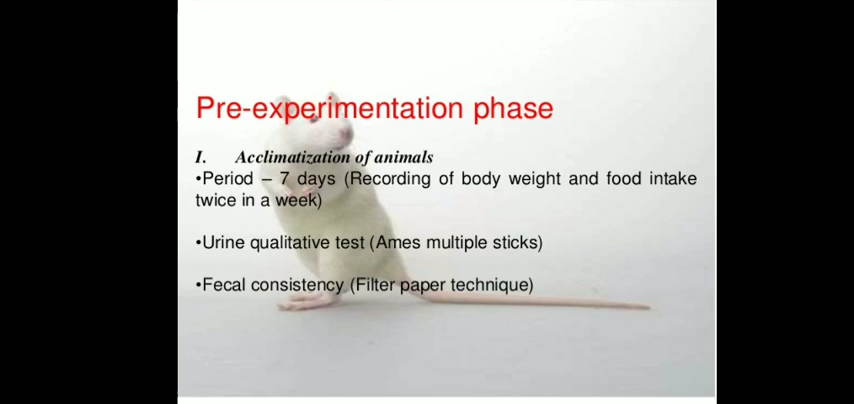 Pre-experimentation phase
I. Acclimatization of animals
•Period – 7 days (Recording of body weight and food intake
twice in a week)
•Urine qualitative test (Ames multiple sticks)
•Fecal consistency (Filter paper technique)